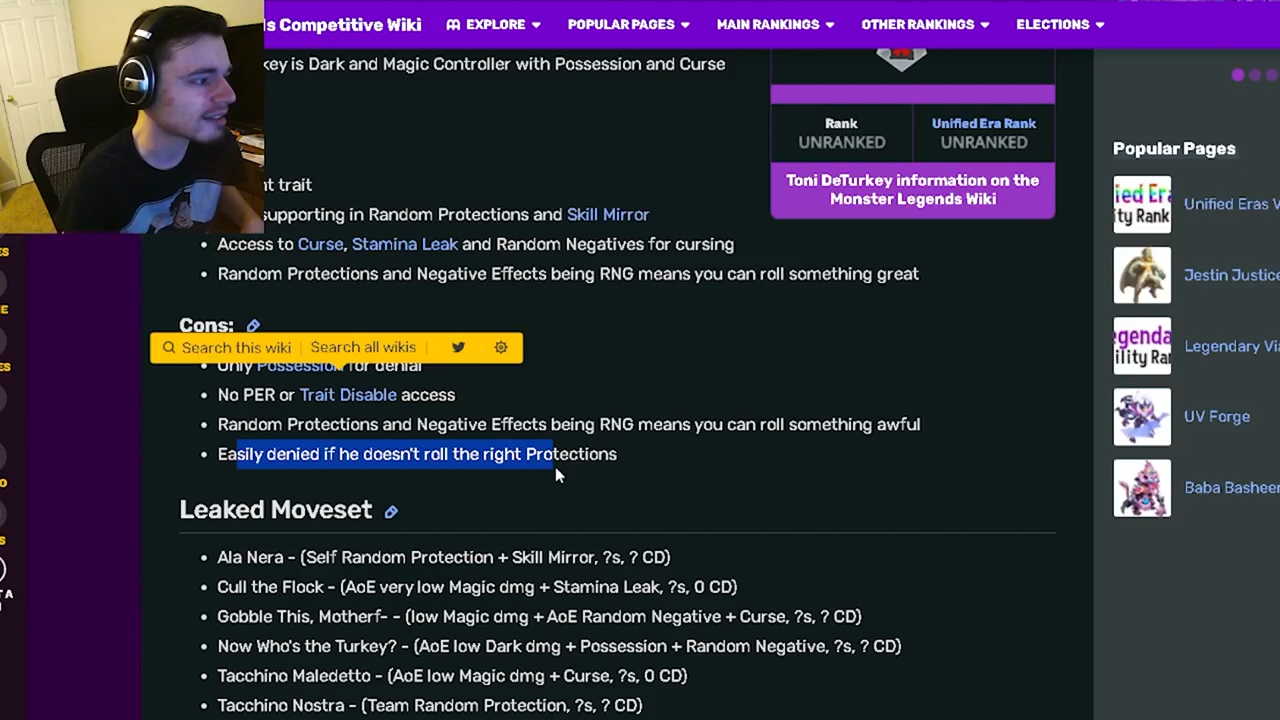 s Competitive Wiki
EXPLORE
POPULAR PAGES
MAIN RANKINGS
OTHER RANKINGS
ELECTIONS
key is Dark and Magic Controller with Possession and Curse
Rank
UNRANKED
Unified Era Rank
UNRANKED
Toni DeTurkey information on the
Monster Legends Wiki
nt trait
supporting in Random Protections and Skill Mirror
Access to Curse, Stamina Leak and Random Negatives for cursing
Random Protections and Negative Effects being RNG means you can roll something great
Cons:
Search this wiki
Search all wikis
Only Possession for denial
No PER or Trait Disable access
Random Protections and Negative Effects being RNG means you can roll something awful
Easily denied if he doesn't roll the right Protections
Leaked Moveset
Ala Nera - (Self Random Protection + Skill Mirror, ?s, ? CD)
Cull the Flock - (AoE very low Magic dmg + Stamina Leak, ?s, 0 CD)
Gobble This, Motherf- - (low Magic dmg + AoE Random Negative + Curse, ?s, ? CD)
Now Who's the Turkey? - (AoE low Dark dmg + Possession + Random Negative, ?s, ? CD)
Tacchino Maledetto - (AoE low Magic dmg + Curse, ?s, 0 CD)
Tacchino Nostra - (Team Random Protection, ?s, ? CD)
Popular Pages
ied Era
ity Rank
Unified Eras V
Jestin Justice
egenda
ility Ra
Legendary Via
UV Forge
Baba Basheer